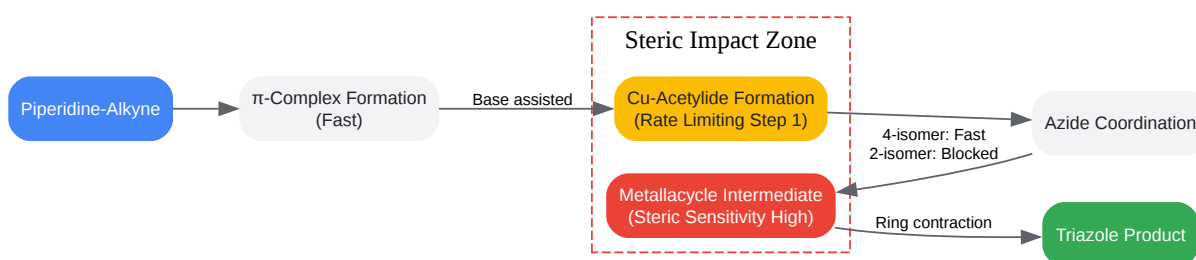 Steric Impact Zone
Piperidine-Alkyne
π-Complex Formation
(Fast)
Base assisted
Cu-Acetylide Formation
(Rate Limiting Step 1)
4-isomer: Fast
2-isomer: Blocked
Azide Coordination
Metallacycle Intermediate
(Steric Sensitivity High)
Ring contraction
Triazole Product